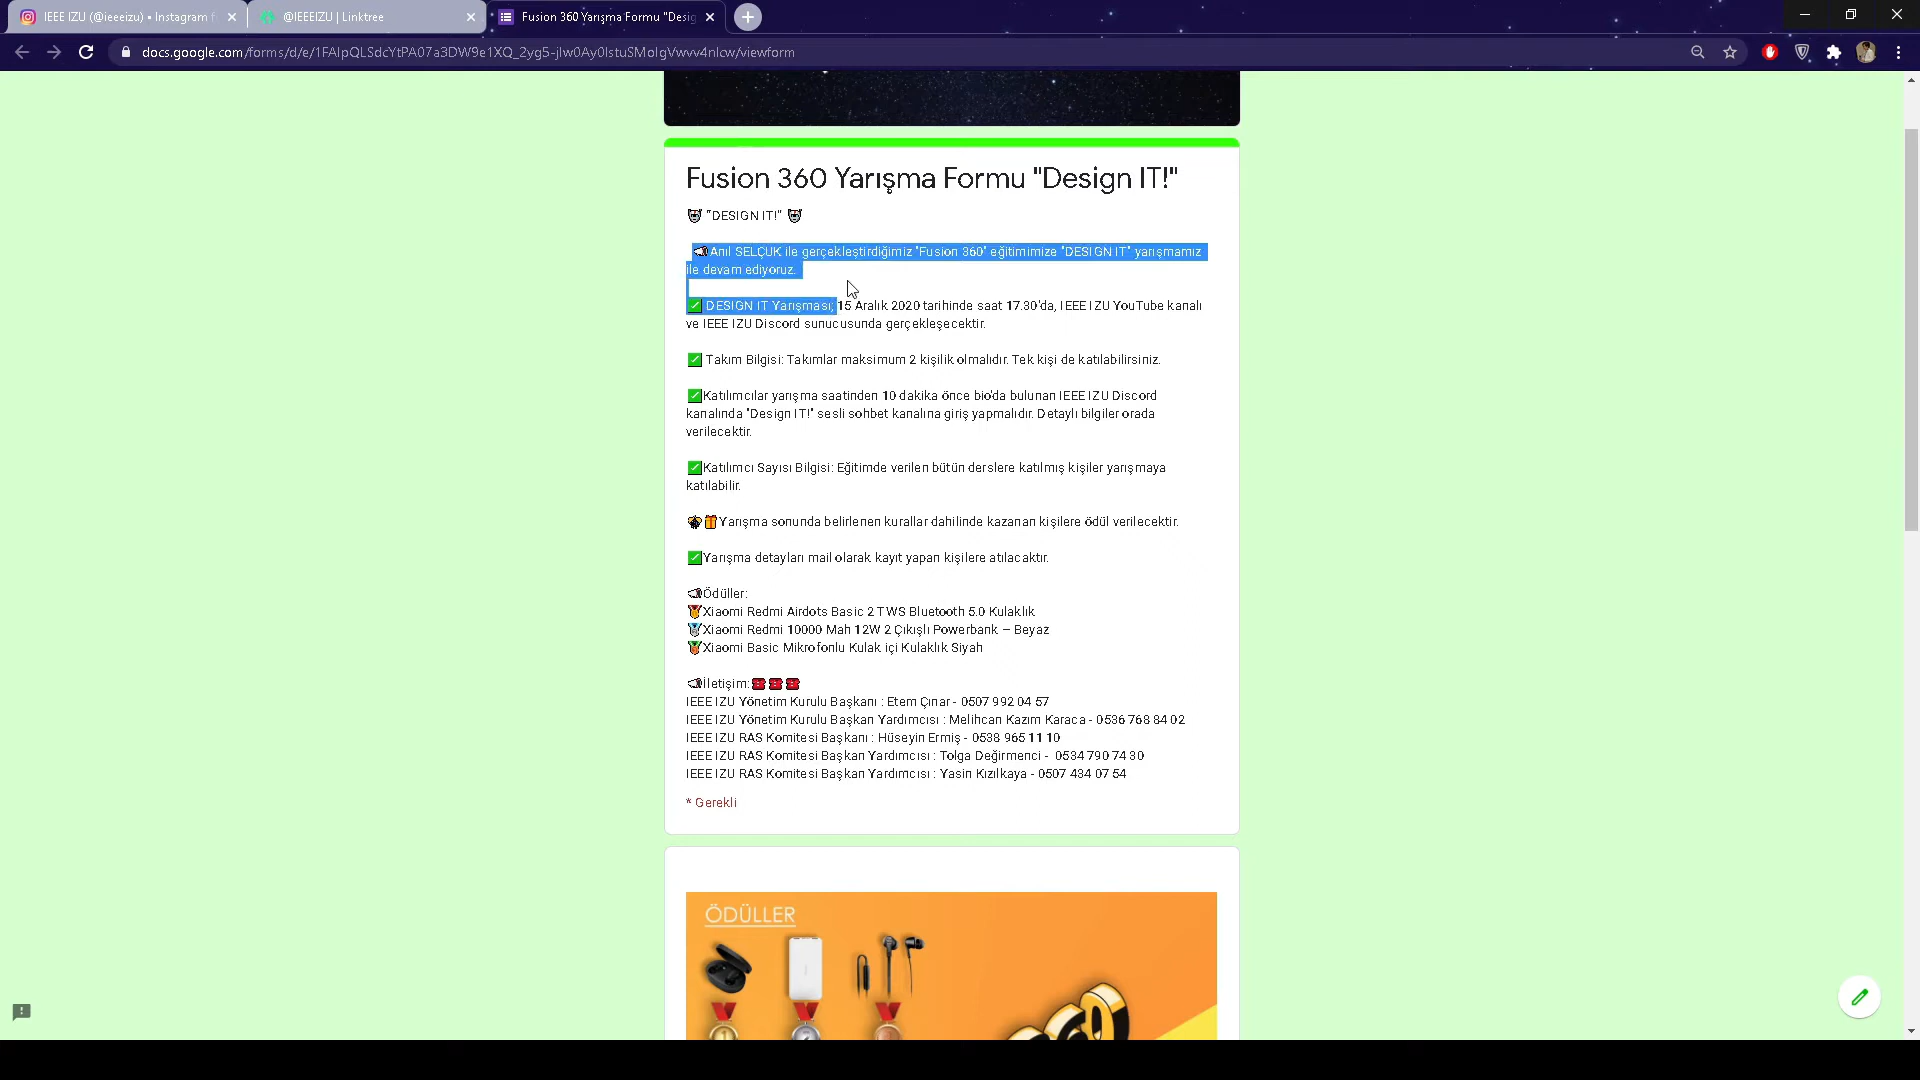 IEEE IZU (@ieeeizu) • Instagram f
@IEEEIZU | Linktree
Fusion 360 Yarışma Formu "Desig
docs.google.com/forms/d/e/1FAIpQLSdcYtPA07a3DW9e1XQ_2yg5-jlw0Ay0IstuSMolgVwvv4nlcw/viewform
Fusion 360 Yarışma Formu "Design IT!"
"DESIGN IT!"
Anıl SELÇUK ile gerçekleştirdiğimiz "Fusion 360" eğitimimize "DESIGN IT" yarışmamız
ile devam ediyoruz.
DESIGN IT Yarışması; 15 Aralık 2020 tarihinde saat 17.30'da, IEEE IZU YouTube kanalı
ve IEEE IZU Discord sunucusunda gerçekleşecektir.
Takım Bilgisi: Takımlar maksimum 2 kişilik olmalıdır. Tek kişi de katılabilirsiniz.
Katılımcılar yarışma saatinden 10 dakika önce bio'da bulunan IEEE IZU Discord
kanalında "Design IT!" sesli sohbet kanalına giriş yapmalıdır. Detaylı bilgiler orada
verilecektir.
Katılımcı Sayısı Bilgisi: Eğitimde verilen bütün derslere katılmış kişiler yarışmaya
katılabilir.
Yarışma sonunda belirlenen kurallar dahilinde kazanan kişilere ödül verilecektir.
Yarışma detayları mail olarak kayıt yapan kişilere atılacaktır.
Ödüller:
Xiaomi Redmi Airdots Basic 2 TWS Bluetooth 5.0 Kulaklık
Xiaomi Redmi 10000 Mah 12W 2 Çıkışlı Powerbank – Beyaz
Xiaomi Basic Mikrofonlu Kulak içi Kulaklık Siyah
İletişim:
IEEE IZU Yönetim Kurulu Başkanı : Etem Çınar - 0507 992 04 57
IEEE IZU Yönetim Kurulu Başkan Yardımcısı : Melihcan Kazım Karaca - 0536 768 84 02
IEEE IZU RAS Komitesi Başkanı : Hüseyin Ermiş - 0538 965 11 10
IEEE IZU RAS Komitesi Başkan Yardımcısı : Tolga Değirmenci - 0534 790 74 30
IEEE IZU RAS Komitesi Başkan Yardımcısı : Yasin Kızılkaya - 0507 434 07 54
* Gerekli
ÖDÜLLER